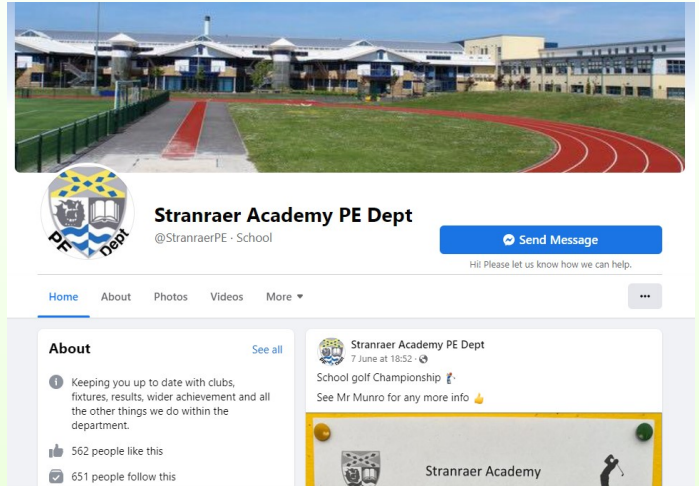 PE Dept
Stranraer Academy PE Dept
@StranraerPE · School
Send Message
Hi! Please let us know how we can help.
Home About Photos Videos More ▾ ...
About
See all
Keeping you up to date with clubs,
fixtures, results, wider achievement and all
the other things we do within the
department.
562 people like this
651 people follow this
Stranraer Academy PE Dept
7 June at 18:52 ·
School golf Championship
See Mr Munro for any more info 👍
Stranraer Academy